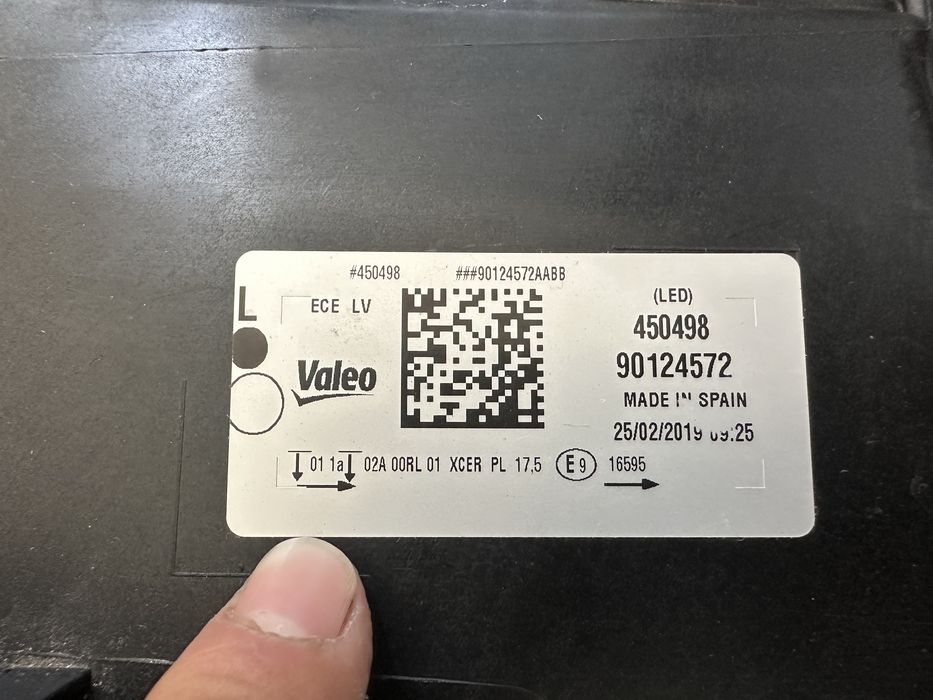 #450498 ###90124572AABB
L
ECE LV
Valeo
(LED)
450498
90124572
MADE IN SPAIN
25/02/2019 09:25
01 1a 02A 00RL 01 XCER PL 17,5 E9 16595